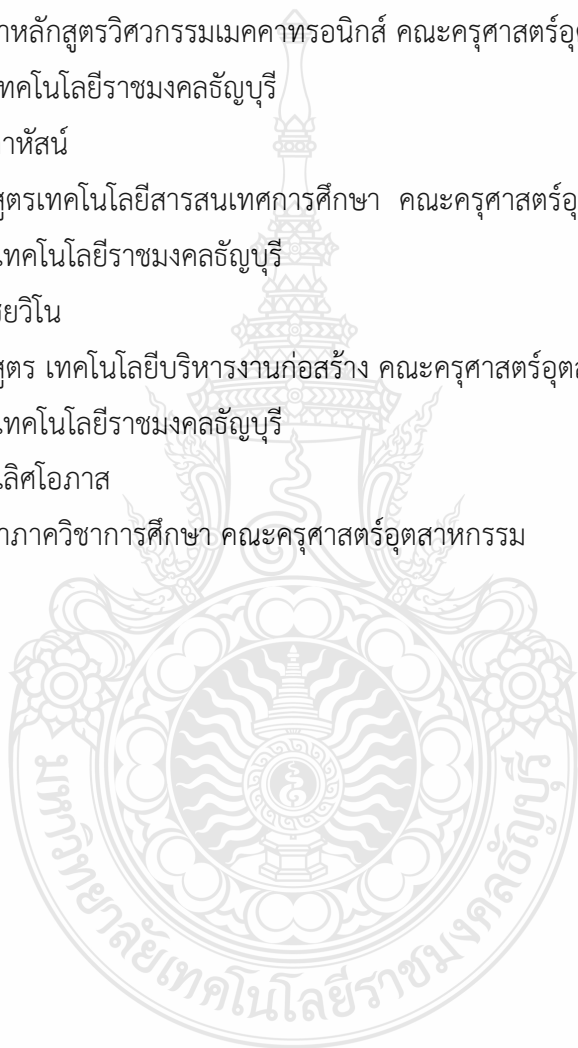 าหลักสูตรวิศวกรรมเมคคาทรอนิกส์ คณะครุศาสตร์อุต
เทคโนโลยีราชมงคลธัญบุรี
าหัสน์
สูตรเทคโนโลยีสารสนเทศการศึกษา คณะครุศาสตร์อุ
เทคโนโลยีราชมงคลธัญบุรี
ชยวิโน
สูตร เทคโนโลยีบริหารงานก่อสร้าง คณะครุศาสตร์อุตส
เทคโนโลยีราชมงคลธัญบุรี
เลิศโอภาส
าภาควิชาการศึกษา คณะครุศาสตร์อุตสาหกรรม
มหาวิทยาลัยเทคโนโลยีราชมงคลธัญบุรี